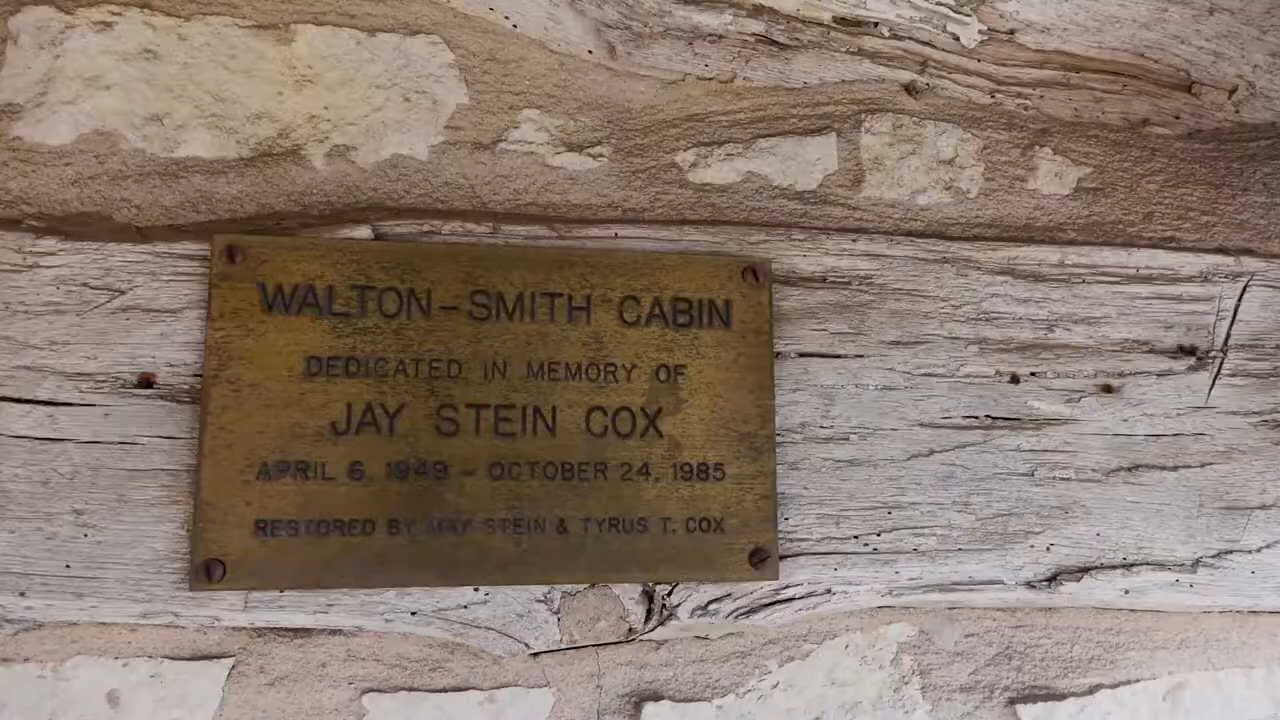 WALTON-SMITH CABIN
DEDICATED IN MEMORY OF
JAY STEIN COX
APRIL 6, 1949 - OCTOBER 24, 1985
RESTORED BY MAY STEIN & TYRUS T. COX